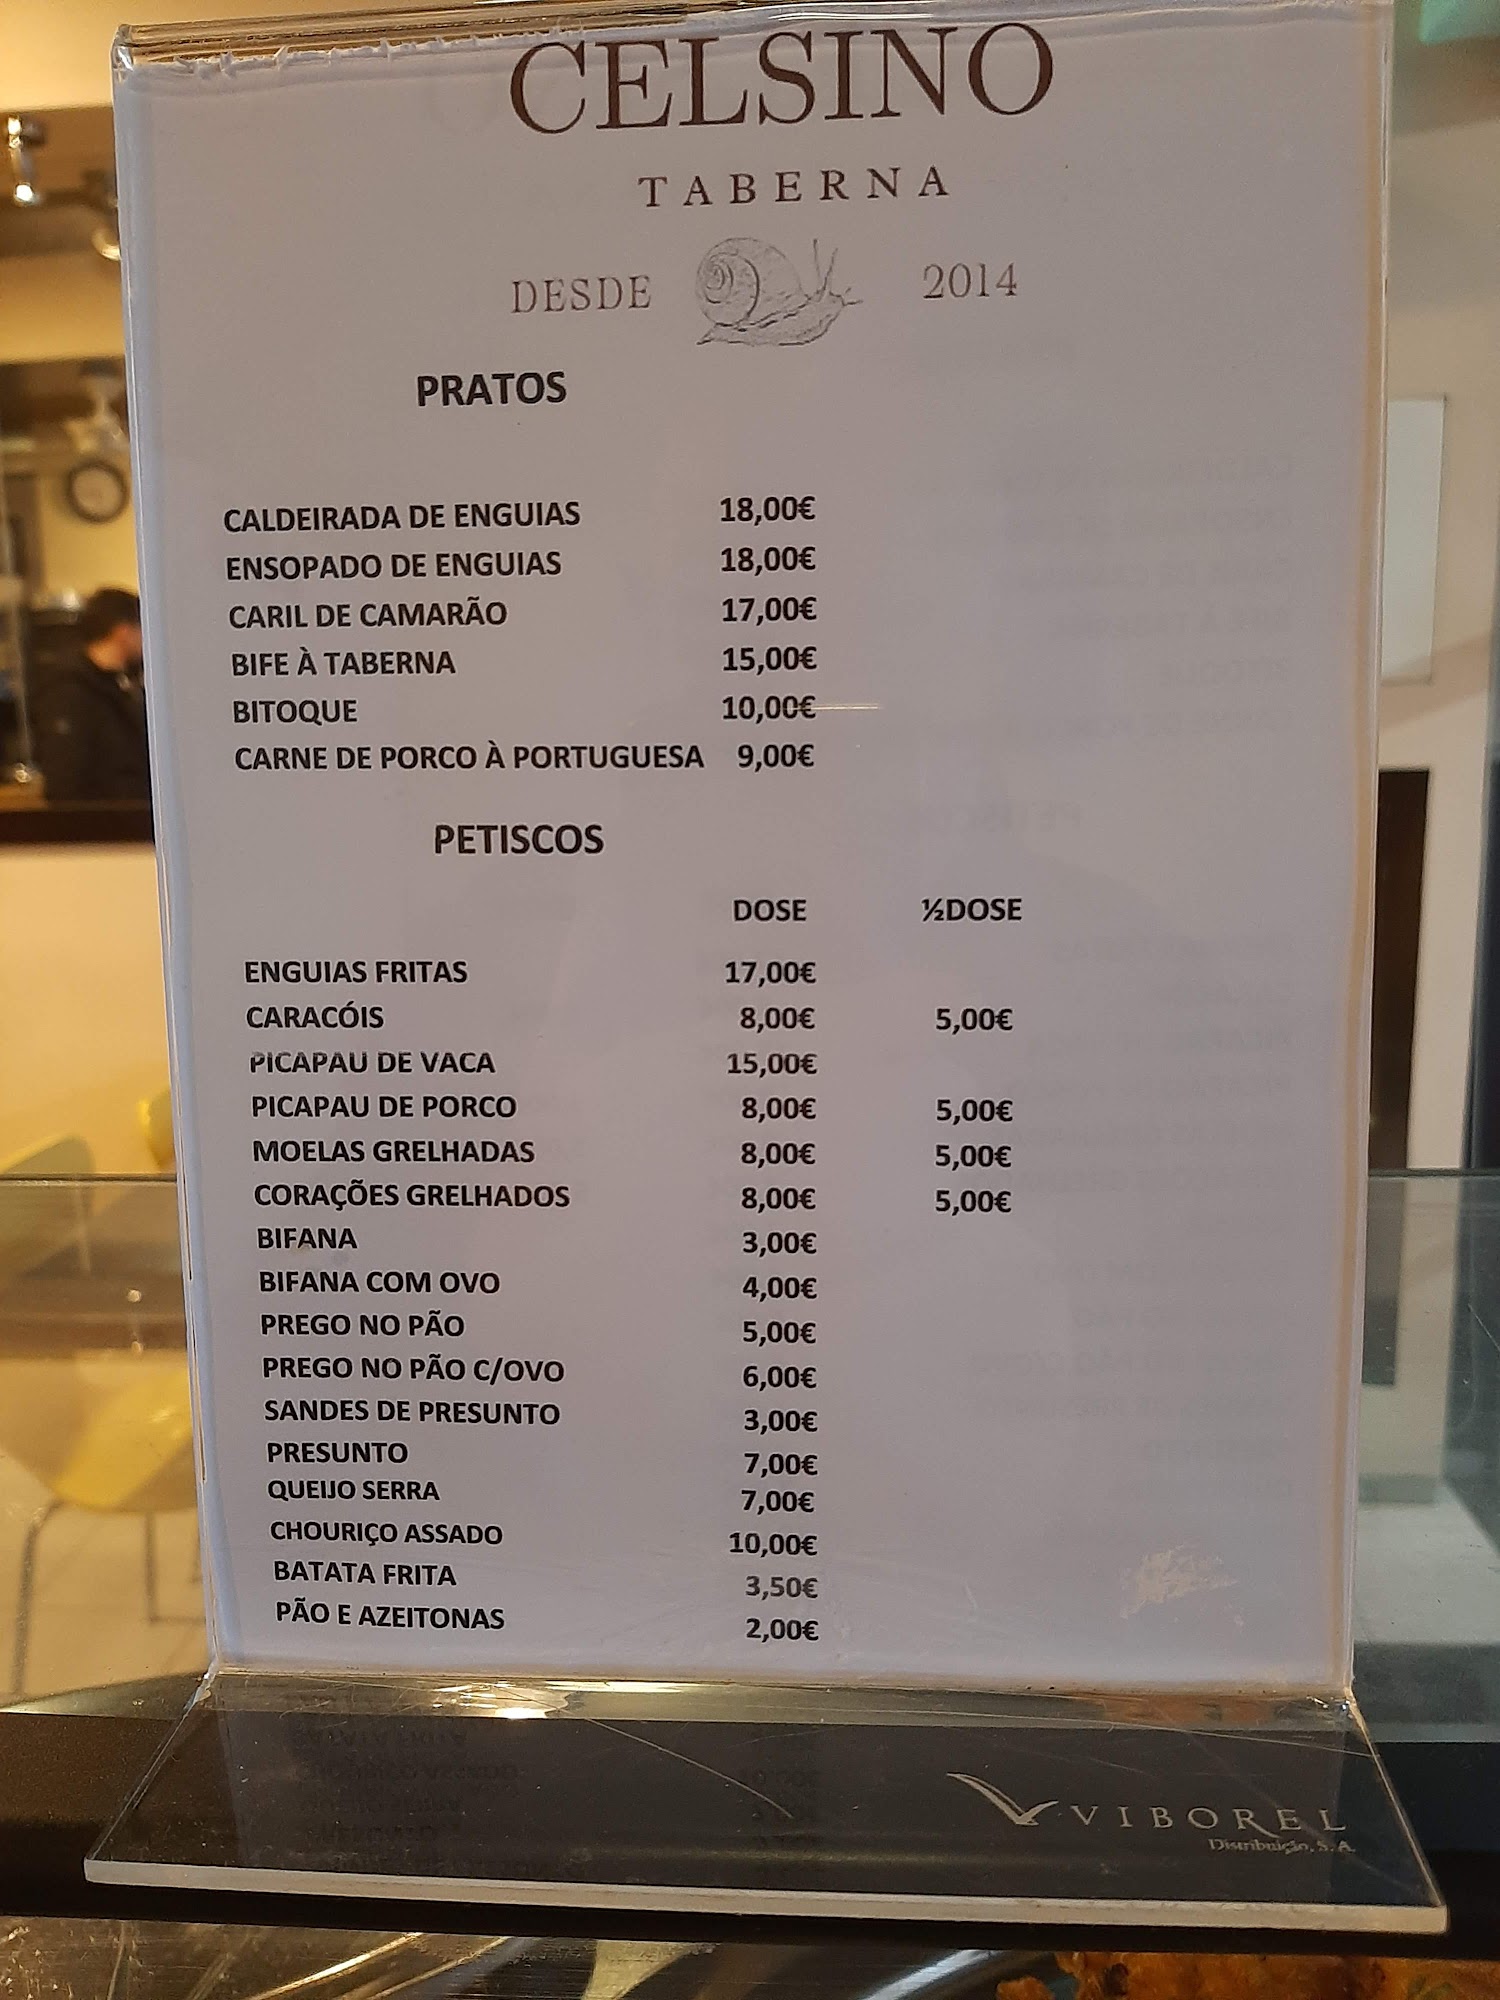 CELSINO
TABERNA
DESDE 2014
PRATOS
CALDEIRADA DE ENGUIAS 18,00€
ENSOPADO DE ENGUIAS 18,00€
CARIL DE CAMARÃO 17,00€
BIFE À TABERNA 15,00€
BITOQUE 10,00€
CARNE DE PORCO À PORTUGUESA 9,00€
PETISCOS
DOSE ½DOSE
ENGUIAS FRITAS 17,00€
CARACÓIS 8,00€ 5,00€
PICAPAU DE VACA 15,00€
PICAPAU DE PORCO 8,00€ 5,00€
MOELAS GRELHADAS 8,00€ 5,00€
CORAÇÕES GRELHADOS 8,00€ 5,00€
BIFANA 3,00€
BIFANA COM OVO 4,00€
PREGO NO PÃO 5,00€
PREGO NO PÃO C/OVO 6,00€
SANDES DE PRESUNTO 3,00€
PRESUNTO 7,00€
QUEIJO SERRA 7,00€
CHOURIÇO ASSADO 10,00€
BATATA FRITA 3,50€
PÃO E AZEITONAS 2,00€
VIBOREL
Distribuição, S.A.